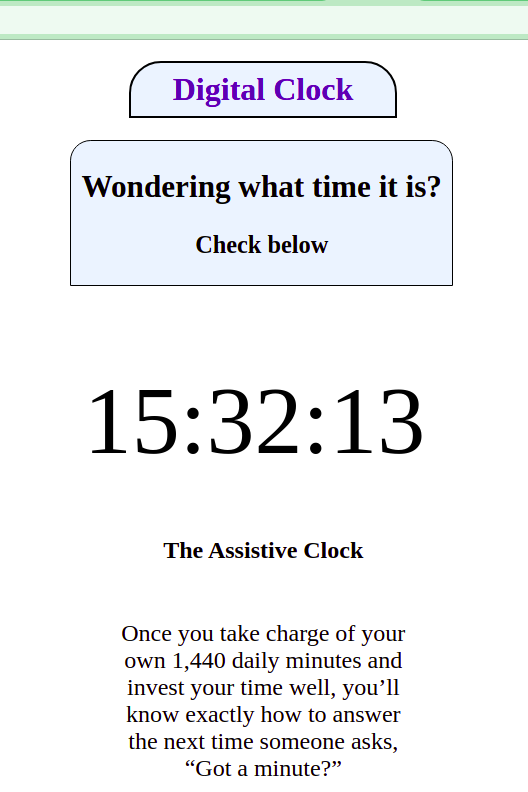 Digital Clock
Wondering what time it is?
Check below
15:32:13
The Assistive Clock
Once you take charge of your
own 1,440 daily minutes and
invest your time well, you’ll
know exactly how to answer
the next time someone asks,
“Got a minute?”